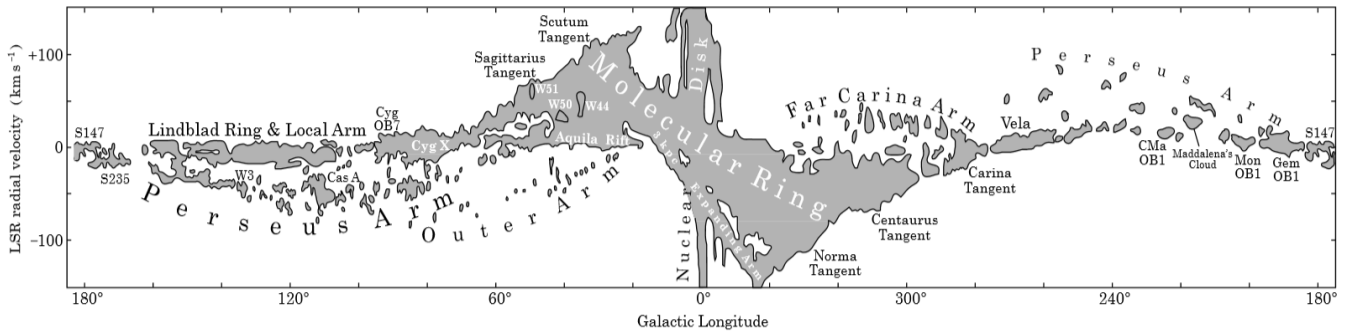 LSR radial velocity (km s⁻¹)
+100
0
−100
S147
S235
Lindblad Ring & Local Arm
W3
Cas A
Perseus Arm
Cyg
OB7
Cyg X
Outer Arm
Sagittarius
Tangent
Scutum
Tangent
W51
W50
W44
Aquila Rift
Molecular Ring
3 kpc Expanding Arm
Nuclear Disk
Far Carina Arm
Norma
Tangent
Centaurus
Tangent
Carina
Tangent
Vela
Perseus Arm
CMa
OB1
Maddalena's
Cloud
Mon
OB1
Gem
OB1
S147
180°
120°
60°
0°
300°
240°
180°
Galactic Longitude